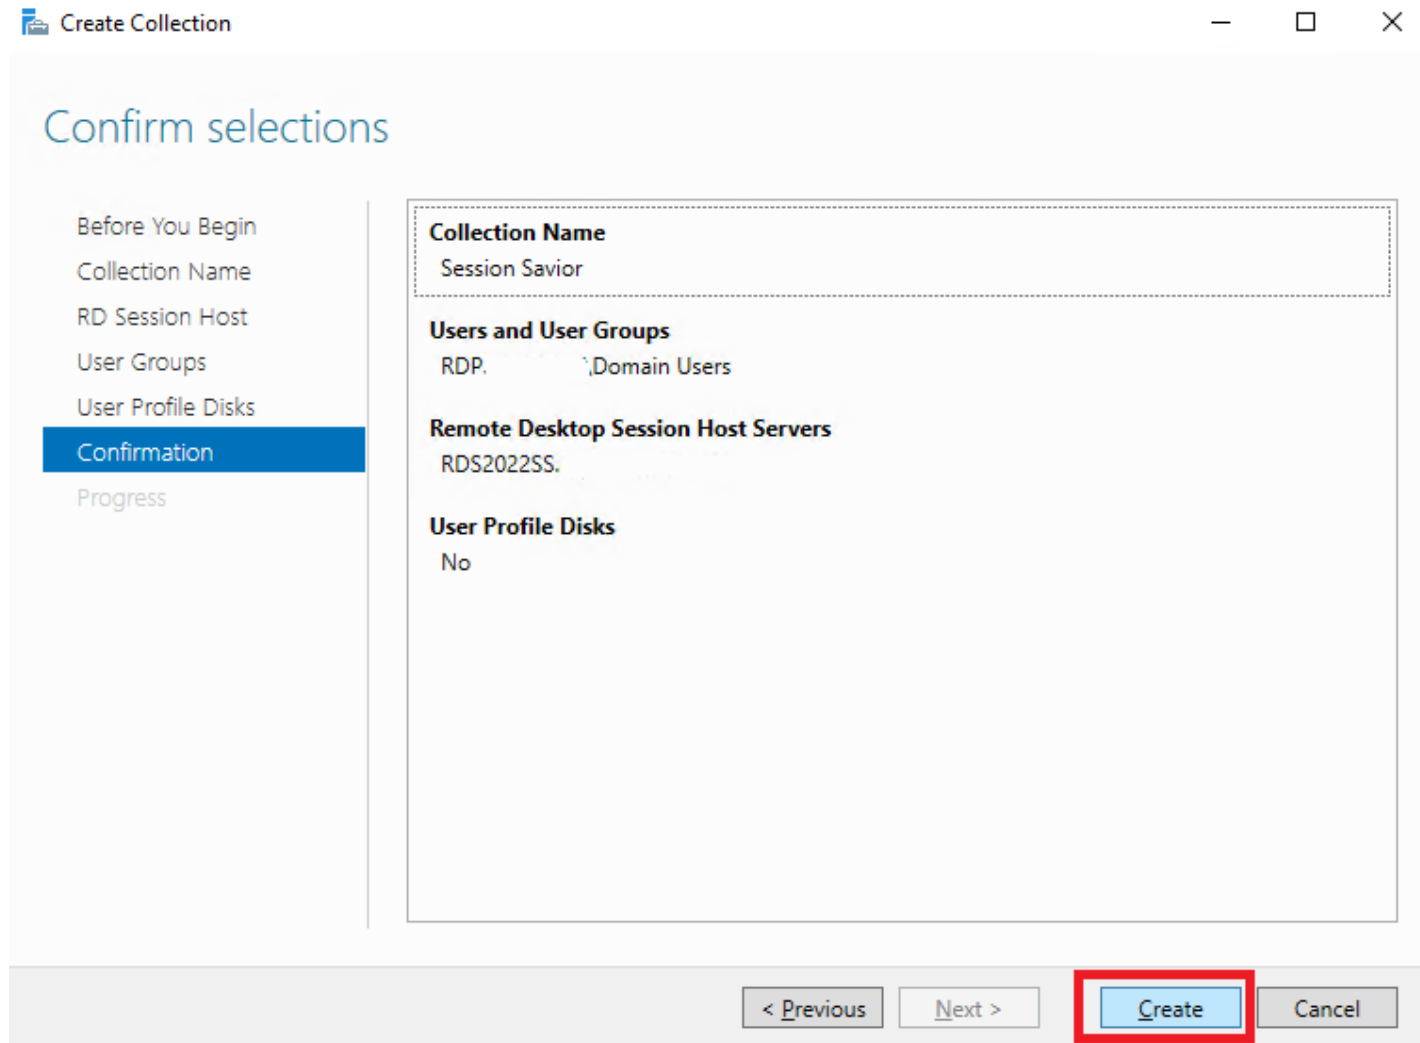 Create Collection
Confirm selections
Before You Begin
Collection Name
RD Session Host
User Groups
User Profile Disks
Confirmation
Progress
Collection Name
Session Savior
Users and User Groups
RDP. \Domain Users
Remote Desktop Session Host Servers
RDS2022SS.
User Profile Disks
No
< Previous
Next >
Create
Cancel